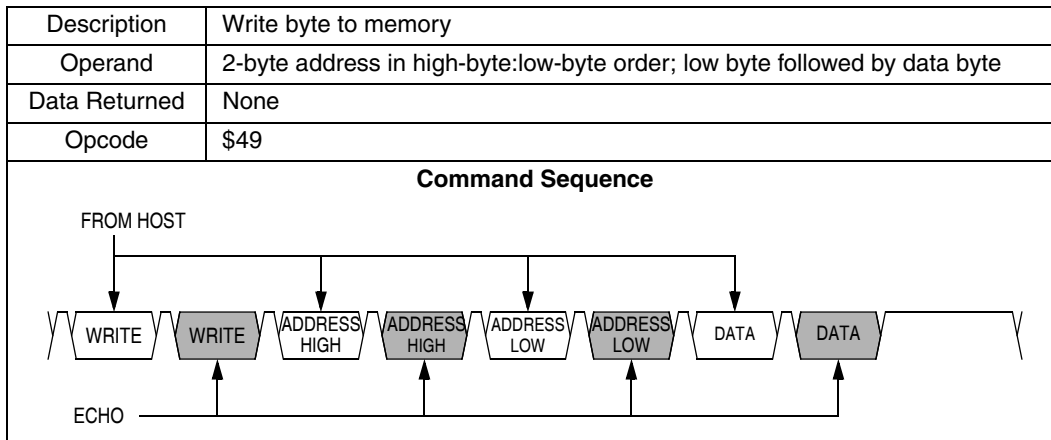 Description Write byte to memory
Operand 2-byte address in high-byte:low-byte order; low byte followed by data byte
Data Returned None
Opcode $49
Command Sequence
FROM HOST
WRITE WRITE ADDRESS HIGH ADDRESS HIGH ADDRESS LOW ADDRESS LOW DATA DATA
ECHO